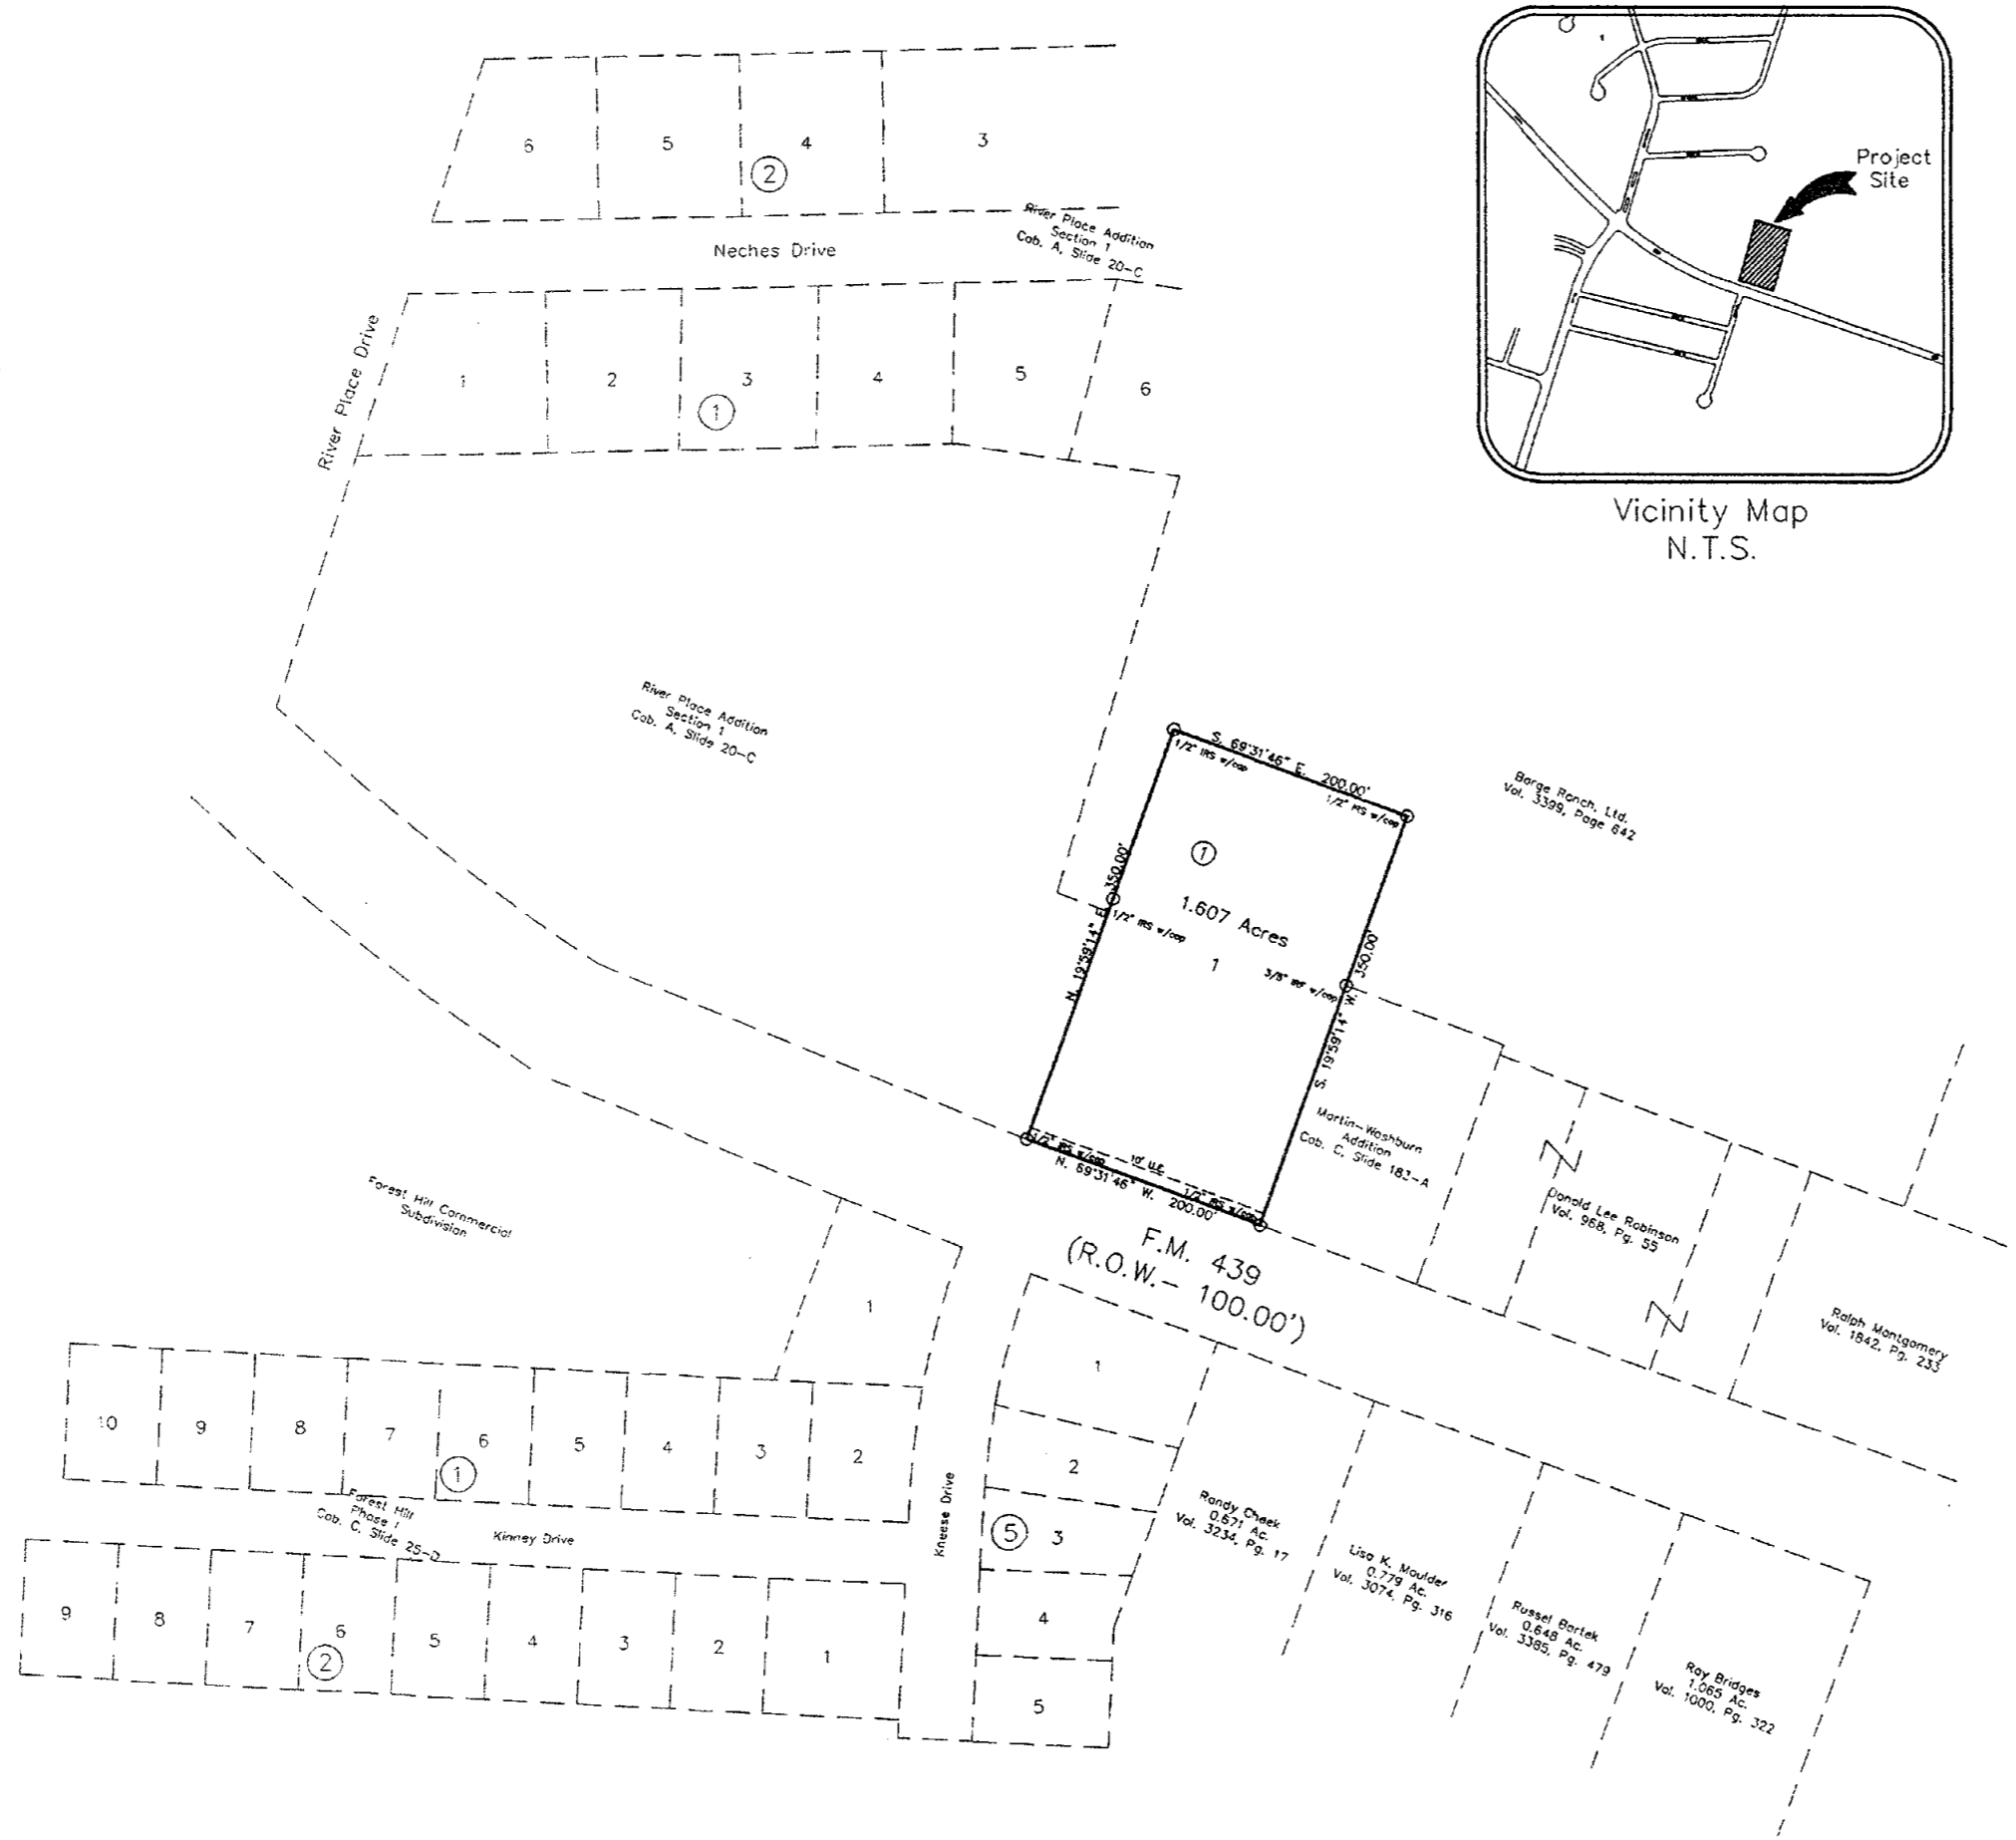 6
5
4
3
2
Neches Drive
River Place Addition
Section 1
Cab. A, Slide 20-C
River Place Drive
1
2
3
4
5
6
1
Project
Site
Vicinity Map
N.T.S.
River Place Addition
Section 1
Cab. A, Slide 20-C
S. 69°31'46" E. 200.00'
1/2" IRS w/cap
1/2" IRS w/cap
Barge Ranch, Ltd.
Vol. 3399, Page 642
1
N. 19°59'14" E. 350.00'
1/2" IRS w/cap
1.607 Acres
1
3/8" IRF w/cap
S. 19°59'14" W. 350.00'
Martin-Washburn
Addition
Cab. C, Slide 183-A
1/2" IRS w/cap
10' U.E.
1/2" IRS w/cap
N. 69°31'46" W. 200.00'
F.M. 439
(R.O.W.- 100.00')
Donald Lee Robinson
Vol. 968, Pg. 55
Ralph Montgomery
Vol. 1842, Pg. 233
Forest Hill Commercial
Subdivision
1
10
9
8
7
6
5
4
3
2
1
Forest Hill
Phase I
Cab. C, Slide 25-D
Kinney Drive
Kneese Drive
9
8
7
6
5
4
3
2
1
2
1
2
3
4
5
5
Randy Cheek
0.671 Ac.
Vol. 3234, Pg. 17
Lisa K. Moulder
0.779 Ac.
Vol. 3074, Pg. 316
Russel Bartek
0.648 Ac.
Vol. 3385, Pg. 479
Ray Bridges
1.065 Ac.
Vol. 1000, Pg. 322